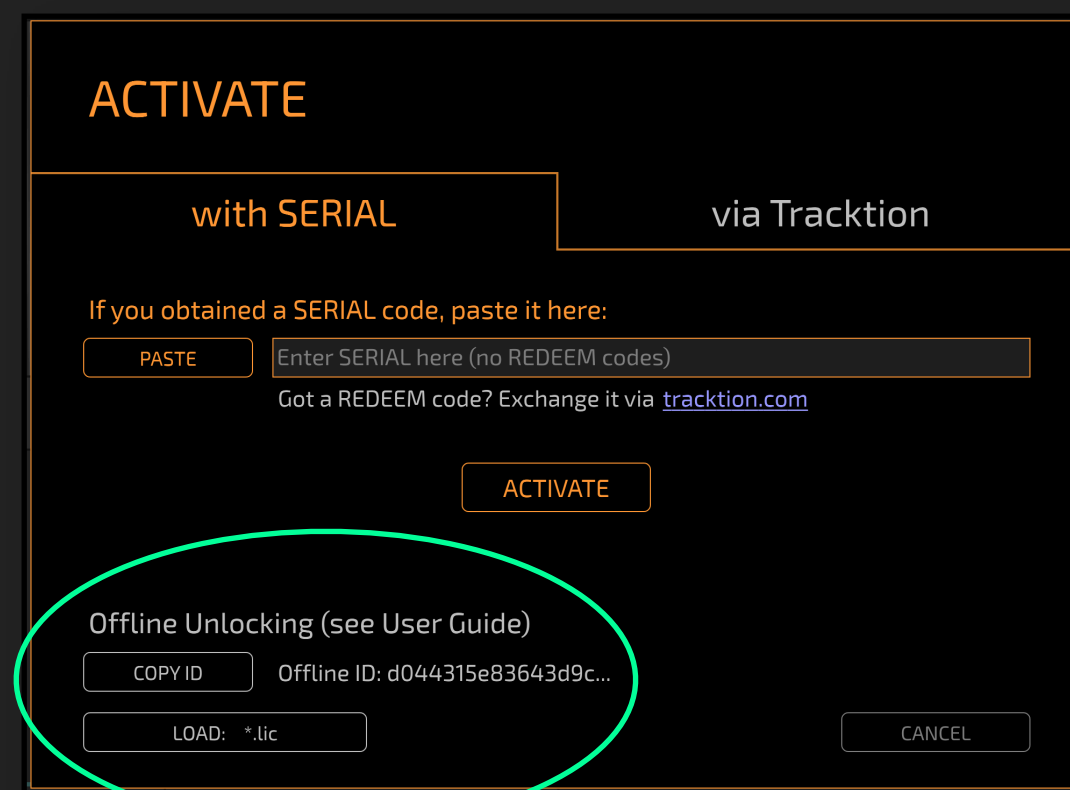 ACTIVATE
with SERIAL
via Tracktion
If you obtained a SERIAL code, paste it here:
PASTE
Enter SERIAL here (no REDEEM codes)
Got a REDEEM code? Exchange it via tracktion.com
ACTIVATE
Offline Unlocking (see User Guide)
COPY ID
Offline ID: d044315e83643d9c...
LOAD: *.lic
CANCEL